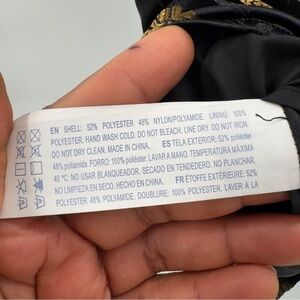 EN SHELL: 52% POLYESTER 48% NYLON/POLYAMIDE. LINING: 100%
POLYESTER. HAND WASH COLD. DO NOT BLEACH. LINE DRY. DO NOT IRON.
DO NOT DRY CLEAN. MADE IN CHINA. ES TELA EXTERIOR: 52% poliéster
48% poliamida. FORRO: 100% poliéster. LAVAR A MANO. TEMPERATURA MAXIMA
40 ºC. NO USAR BLANQUEADOR. SECADO EN TENDEDERO. NO PLANCHAR.
NO LIMPIEZA EN SECO. HECHO EN CHINA. FR ÉTOFFE EXTÉRIEURE: 52%
POLYESTER 48% POLYAMIDE. DOUBLURE: 100% POLYESTER. LAVER À LA